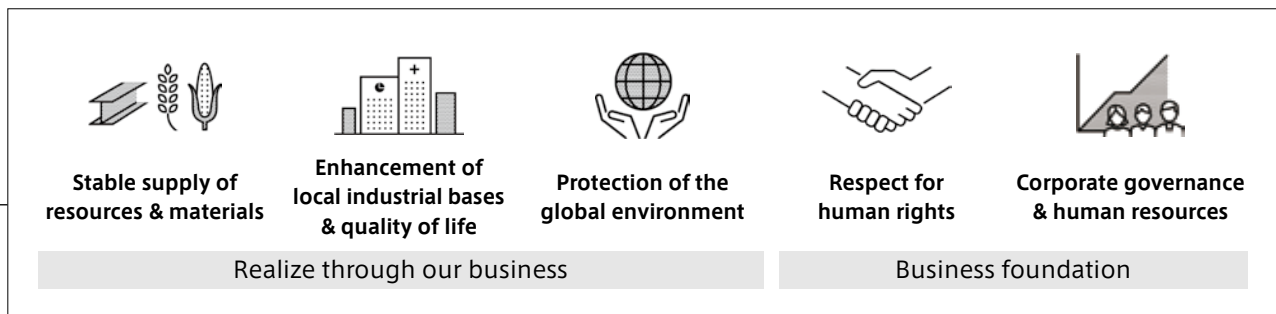 Stable supply of
resources & materials
Enhancement of
local industrial bases
& quality of life
Protection of the
global environment
Respect for
human rights
Corporate governance
& human resources
Realize through our business
Business foundation